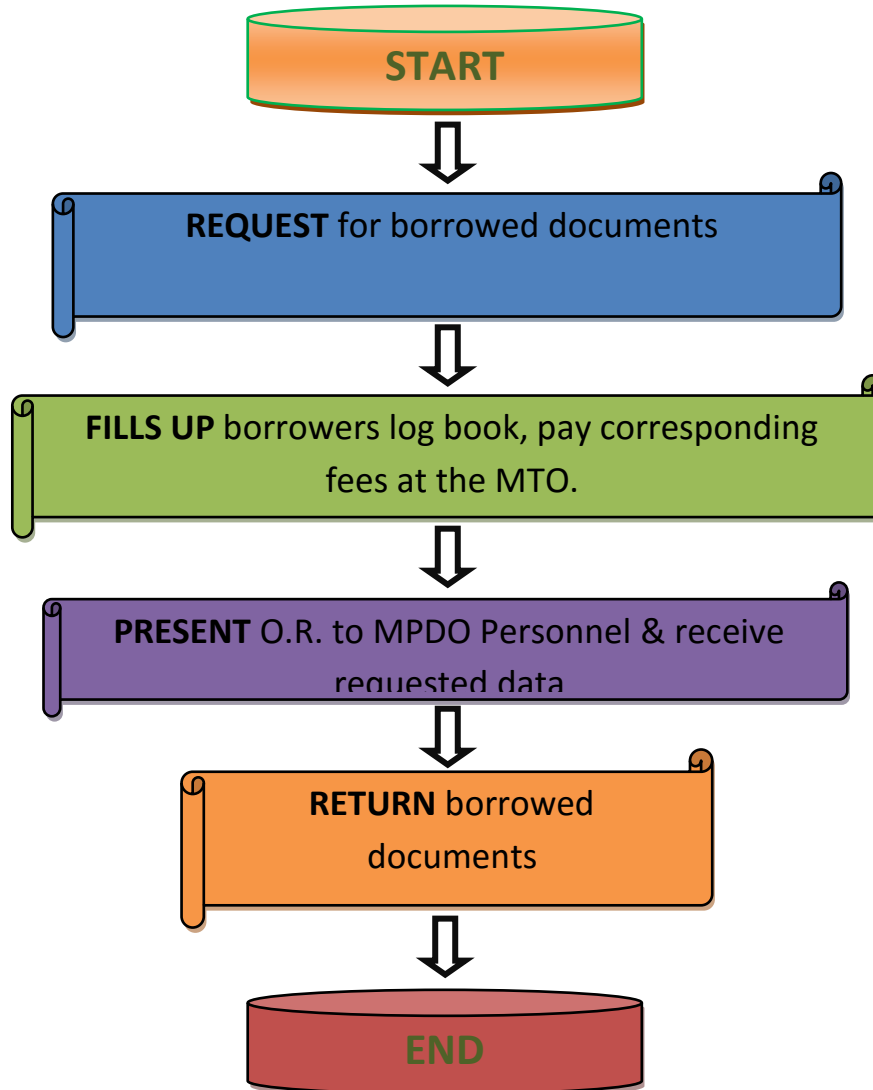 START
REQUEST for borrowed documents
FILLS UP borrowers log book, pay corresponding
fees at the MTO.
PRESENT O.R. to MPDO Personnel & receive
requested data
RETURN borrowed
documents
END